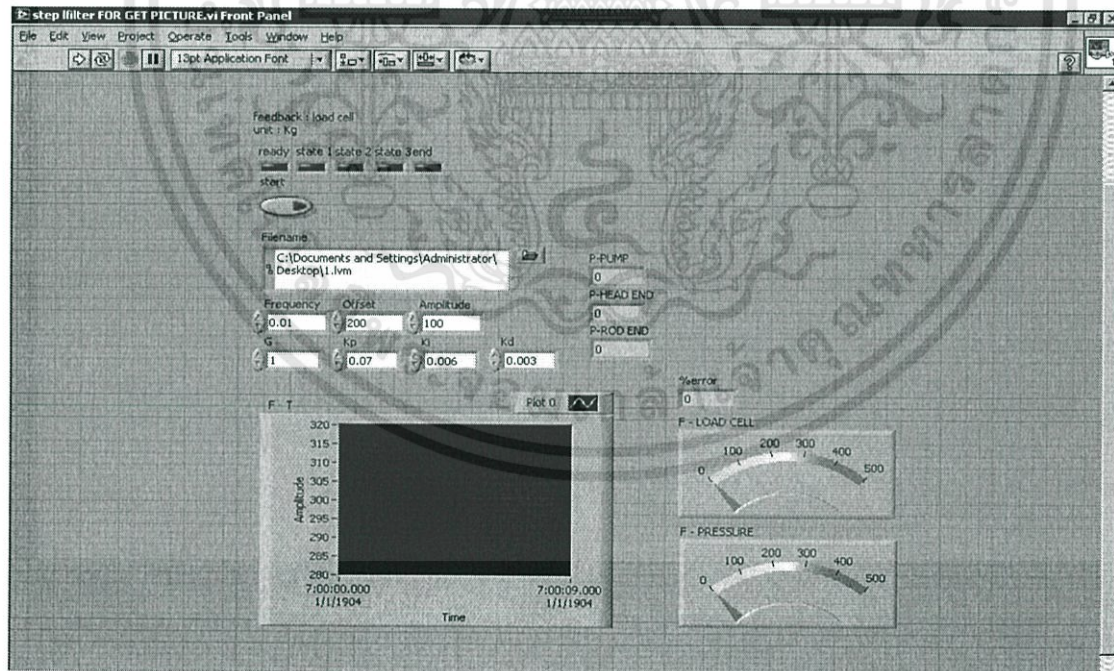 step lfilter FOR GET PICTURE.vi Front Panel
File Edit View Project Operate Tools Window Help
13pt Application Font
feedback : load cell
unit : Kg
ready state 1 state 2 state 3 end
start
Filename
C:\Documents and Settings\Administrator\
Desktop\1.lvm
P-PUMP
0
P-HEAD END
0
P-ROD END
0
Frequency Offset Amplitude
0.01 200 100
G Kp Ki Kd
1 0.07 0.006 0.003
%error
0
F - T
Plot 0
320
315
310
305
300
295
290
285
280
Amplitude
7:00:00.000 7:00:09.000
1/1/1904 1/1/1904
Time
F - LOAD CELL
0 100 200 300 400 500
F - PRESSURE
0 100 200 300 400 500